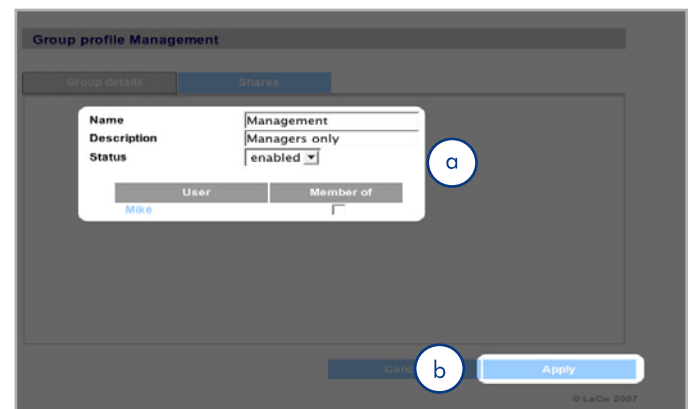 Group profile Management
Group details Shares
Name Management
Description Managers only
Status enabled
a
User Member of
Mike
b
Apply
© LaCie 2007